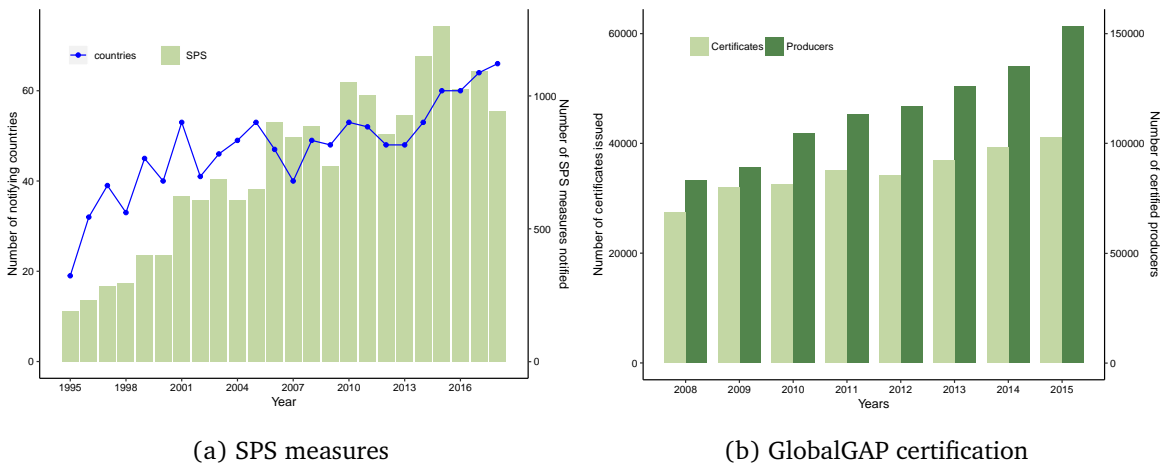 countries
SPS
Number of notifying countries
60
40
20
0
1000
500
0
Number of SPS measures notified
1995
1998
2001
2004
2007
2010
2013
2016
Year
(a) SPS measures
Certificates
Producers
Number of certificates issued
60000
40000
20000
0
150000
100000
50000
0
Number of certified
producers
2008
2009
2010
2011
2012
2013
2014
2015
Years
(b) GlobalGAP certification